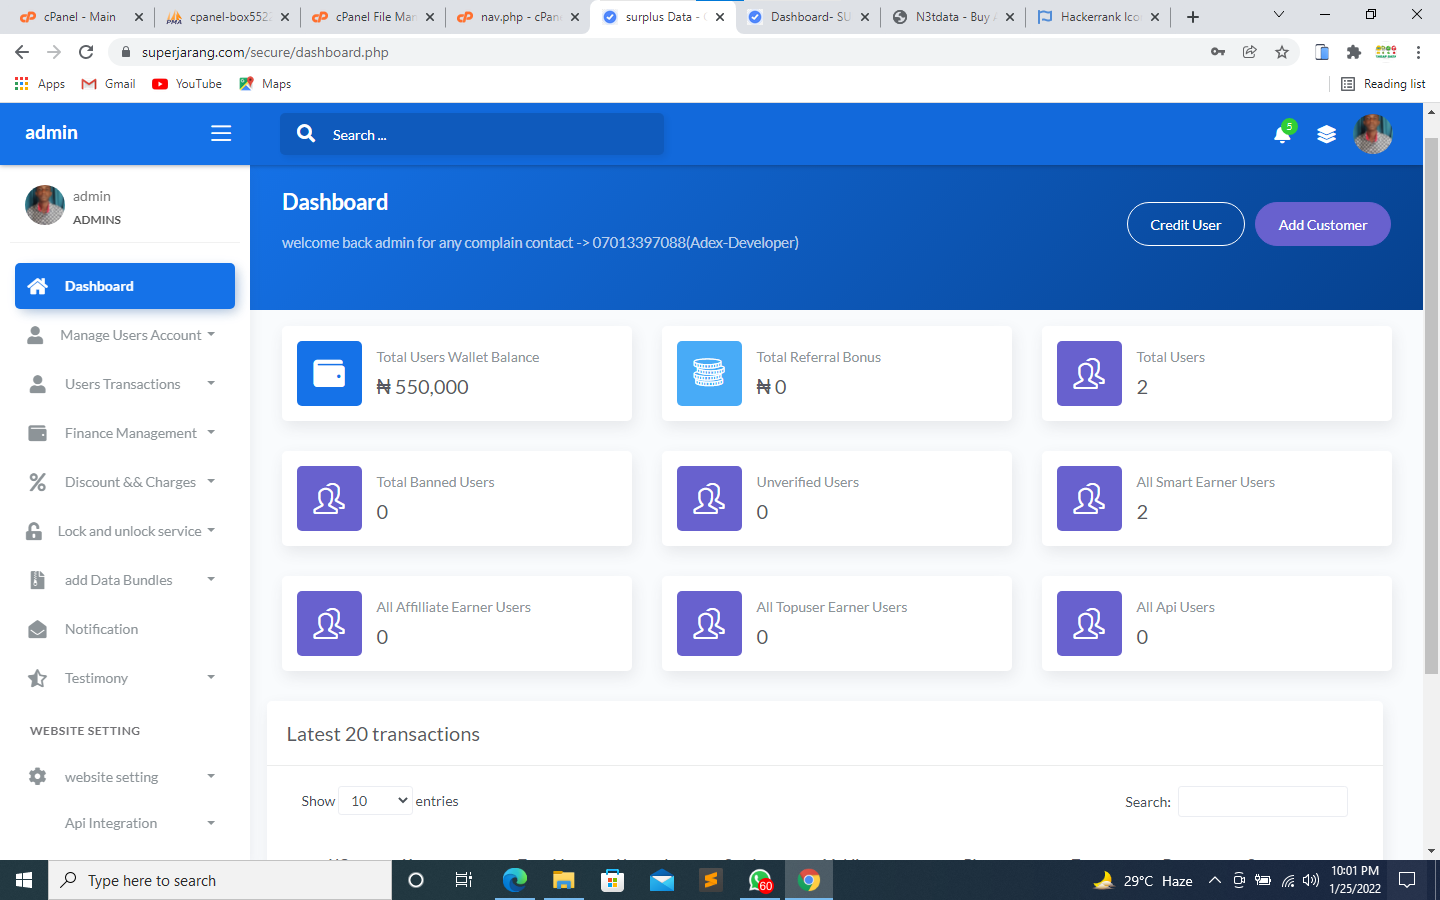 cPanel - Main
cpanel-box552
cPanel File Man
nav.php - cPan
surplus Data -
Dashboard- SU
N3tdata - Buy
Hackerrank Ico
superjarang.com/secure/dashboard.php
Apps
Gmail
YouTube
Maps
Reading list
admin
Search ...
5
admin
ADMINS
Dashboard
welcome back admin for any complain contact -> 07013397088(Adex-Developer)
Credit User
Add Customer
Dashboard
Manage Users Account
Users Transactions
Finance Management
Discount && Charges
Lock and unlock service
add Data Bundles
Notification
Testimony
WEBSITE SETTING
website setting
Api Integration
Total Users Wallet Balance
₦ 550,000
Total Referral Bonus
₦ 0
Total Users
2
Total Banned Users
0
Unverified Users
0
All Smart Earner Users
2
All Affilliate Earner Users
0
All Topuser Earner Users
0
All Api Users
0
Latest 20 transactions
Show 10 entries
Search:
Type here to search
60
29°C Haze
10:01 PM
1/25/2022